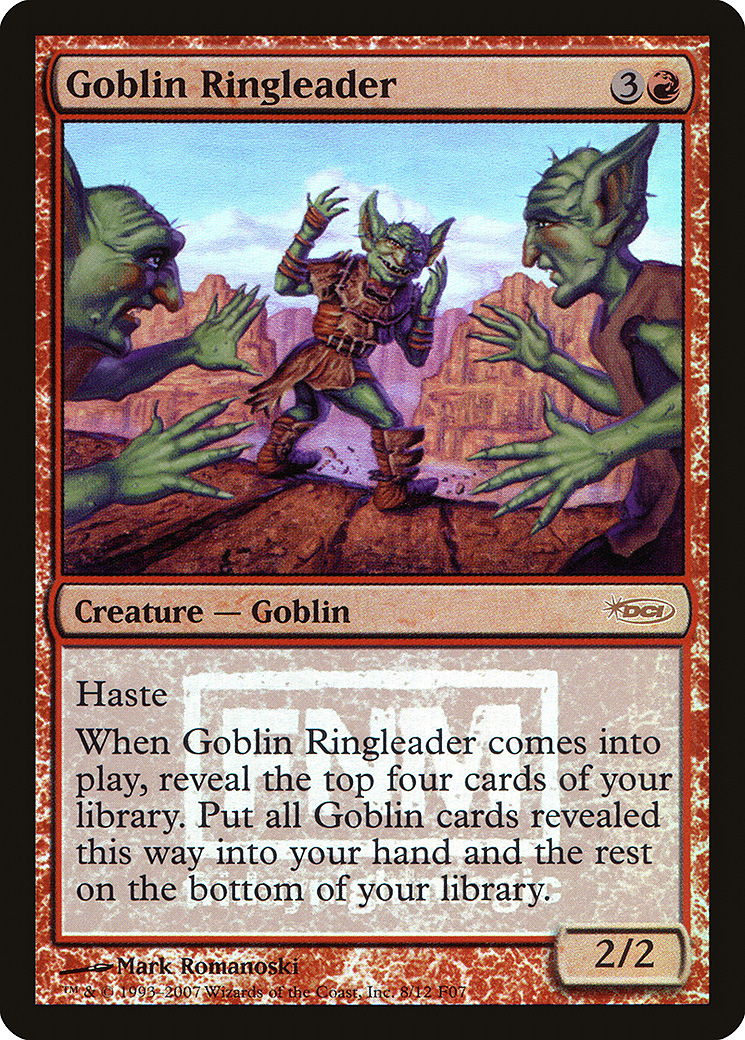 Goblin Ringleader 3
Creature — Goblin DCI
Haste
When Goblin Ringleader comes into
play, reveal the top four cards of your
library. Put all Goblin cards revealed
this way into your hand and the rest
on the bottom of your library.
FNM
2/2
Mark Romanoski
™ & © 1993-2007 Wizards of the Coast, Inc. 8/12 F07